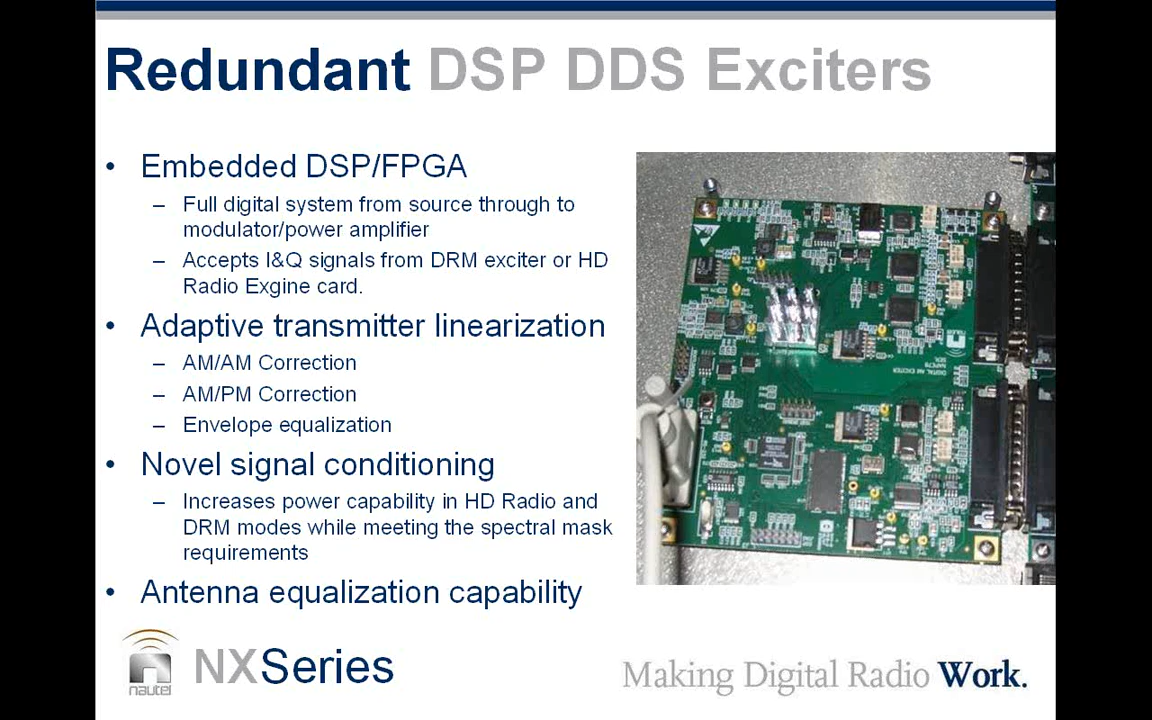 Redundant DSP DDS Exciters
• Embedded DSP/FPGA
– Full digital system from source through to
modulator/power amplifier
– Accepts I&Q signals from DRM exciter or HD
Radio Exgine card.
• Adaptive transmitter linearization
– AM/AM Correction
– AM/PM Correction
– Envelope equalization
• Novel signal conditioning
– Increases power capability in HD Radio and
DRM modes while meeting the spectral mask
requirements
• Antenna equalization capability
DIGITAL AM EXCITER
nautel
NXSeries
Making Digital Radio Work.